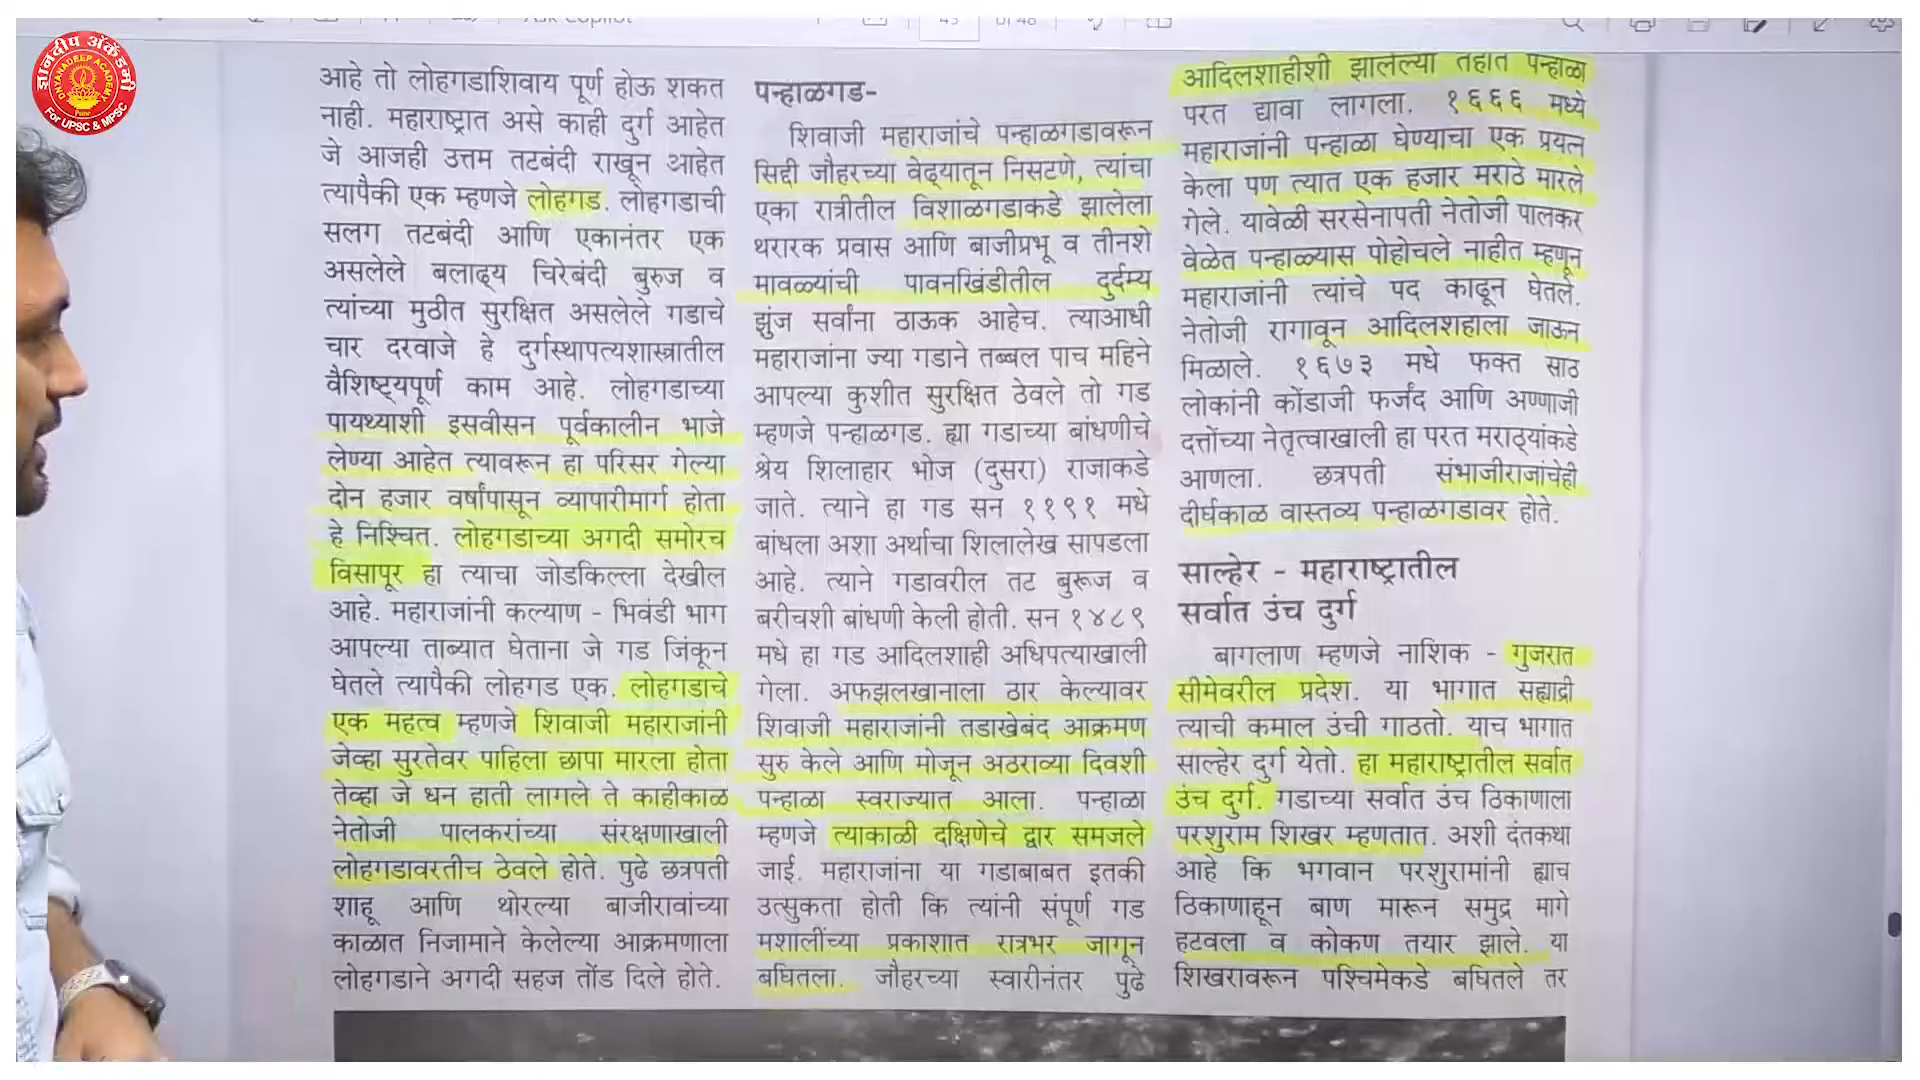 ज्ञानदीप अ‍ॅकॅडमी
DNYANADEEP ACADEMY
Pune
For UPSC & MPSC
of 48
आहे तो लोहगडाशिवाय पूर्ण होऊ शकत
नाही. महाराष्ट्रात असे काही दुर्ग आहेत
जे आजही उत्तम तटबंदी राखून आहेत
त्यापैकी एक म्हणजे लोहगड. लोहगडाची
सलग तटबंदी आणि एकानंतर एक
असलेले बलाढ्य चिरेबंदी बुरुज व
त्यांच्या मुठीत सुरक्षित असलेले गडाचे
चार दरवाजे हे दुर्गस्थापत्यशास्त्रातील
वैशिष्ट्यपूर्ण काम आहे. लोहगडाच्या
पायथ्याशी इसवीसन पूर्वकालीन भाजे
लेण्या आहेत त्यावरून हा परिसर गेल्या
दोन हजार वर्षांपासून व्यापारीमार्ग होता
हे निश्चित. लोहगडाच्या अगदी समोरच
विसापूर हा त्याचा जोडकिल्ला देखील
आहे. महाराजांनी कल्याण - भिवंडी भाग
आपल्या ताब्यात घेताना जे गड जिंकून
घेतले त्यापैकी लोहगड एक. लोहगडाचे
एक महत्व म्हणजे शिवाजी महाराजांनी
जेव्हा सुरतेवर पाहिला छापा मारला होता
तेव्हा जे धन हाती लागले ते काहीकाळ
नेतोजी पालकरांच्या संरक्षणाखाली
लोहगडावरतीच ठेवले होते. पुढे छत्रपती
शाहू आणि थोरल्या बाजीरावांच्या
काळात निजामाने केलेल्या आक्रमणाला
लोहगडाने अगदी सहज तोंड दिले होते.
पन्हाळगड-
शिवाजी महाराजांचे पन्हाळगडावरून
सिद्दी जौहरच्या वेढ्यातून निसटणे, त्यांचा
एका रात्रीतील विशाळगडाकडे झालेला
थरारक प्रवास आणि बाजीप्रभू व तीनशे
मावळ्यांची पावनखिंडीतील दुर्दम्य
झुंज सर्वांना ठाऊक आहेच. त्याआधी
महाराजांना ज्या गडाने तब्बल पाच महिने
आपल्या कुशीत सुरक्षित ठेवले तो गड
म्हणजे पन्हाळगड. ह्या गडाच्या बांधणीचे
श्रेय शिलाहार भोज (दुसरा) राजाकडे
जाते. त्याने हा गड सन ११९१ मधे
बांधला अशा अर्थाचा शिलालेख सापडला
आहे. त्याने गडावरील तट बुरूज व
बरीचशी बांधणी केली होती. सन १४८९
मधे हा गड आदिलशाही अधिपत्याखाली
गेला. अफझलखानाला ठार केल्यावर
शिवाजी महाराजांनी तडाखेबंद आक्रमण
सुरु केले आणि मोजून अठराव्या दिवशी
पन्हाळा स्वराज्यात आला. पन्हाळा
म्हणजे त्याकाळी दक्षिणेचे द्वार समजले
जाई. महाराजांना या गडाबाबत इतकी
उत्सुकता होती कि त्यांनी संपूर्ण गड
मशालींच्या प्रकाशात रात्रभर जागून
बघितला. जौहरच्या स्वारीनंतर पुढे
आदिलशाहीशी झालेल्या तहात पन्हाळा
परत द्यावा लागला. १६६६ मध्ये
महाराजांनी पन्हाळा घेण्याचा एक प्रयत्न
केला पण त्यात एक हजार मराठे मारले
गेले. यावेळी सरसेनापती नेतोजी पालकर
वेळेत पन्हाळ्यास पोहोचले नाहीत म्हणून
महाराजांनी त्यांचे पद काढून घेतले.
नेतोजी रागावून आदिलशहाला जाऊन
मिळाले. १६७३ मधे फक्त साठ
लोकांनी कोंडाजी फर्जंद आणि अण्णाजी
दत्तोंच्या नेतृत्वाखाली हा परत मराठ्यांकडे
आणला. छत्रपती संभाजीराजांचेही
दीर्घकाळ वास्तव्य पन्हाळगडावर होते.
साल्हेर - महाराष्ट्रातील
सर्वात उंच दुर्ग
बागलाण म्हणजे नाशिक - गुजरात
सीमेवरील प्रदेश. या भागात सह्याद्री
त्याची कमाल उंची गाठतो. याच भागात
साल्हेर दुर्ग येतो. हा महाराष्ट्रातील सर्वात
उंच दुर्ग. गडाच्या सर्वात उंच ठिकाणाला
परशुराम शिखर म्हणतात. अशी दंतकथा
आहे कि भगवान परशुरामांनी ह्याच
ठिकाणाहून बाण मारून समुद्र मागे
हटवला व कोकण तयार झाले. या
शिखरावरून पश्चिमेकडे बघितले तर